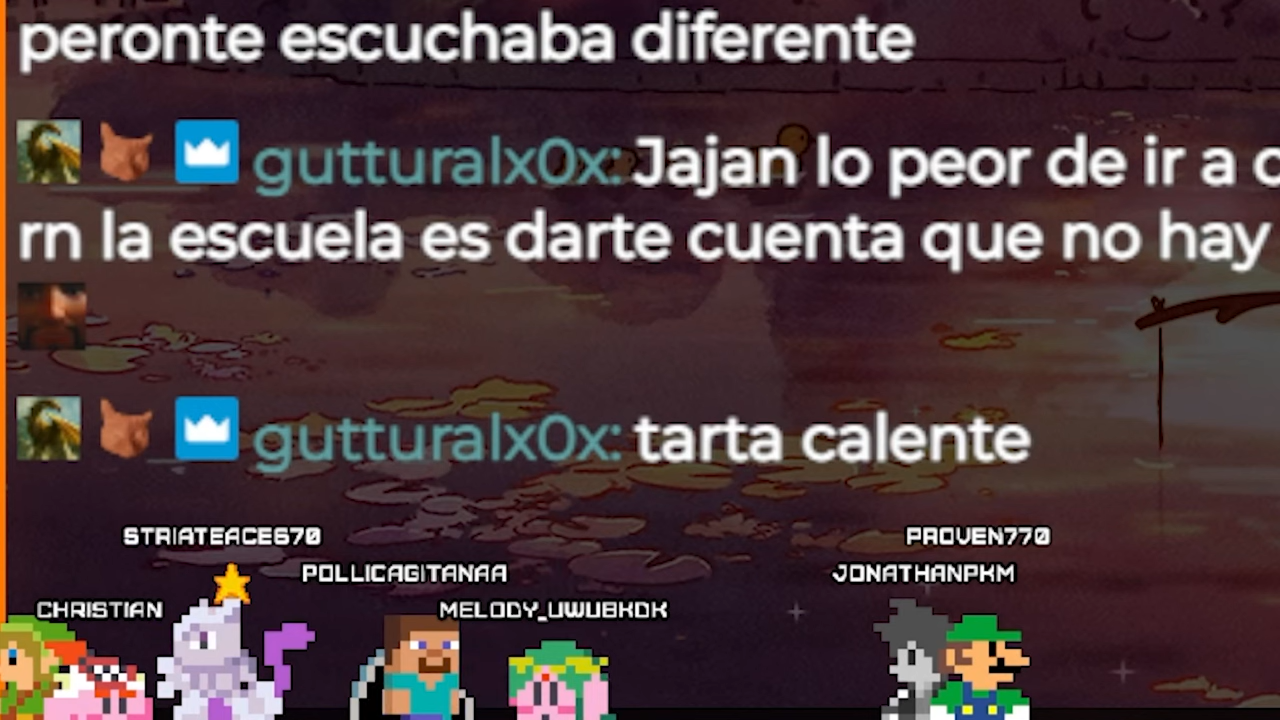 peronte escuchaba diferente
gutturalx0x: Jajan lo peor de ir a
rn la escuela es darte cuenta que no hay
gutturalx0x: tarta calente
STRIATEACE670
PROVEN770
POLLICAGITANAA
JONATHANPKM
CHRISTIAN
MELODY_UWU8KDK